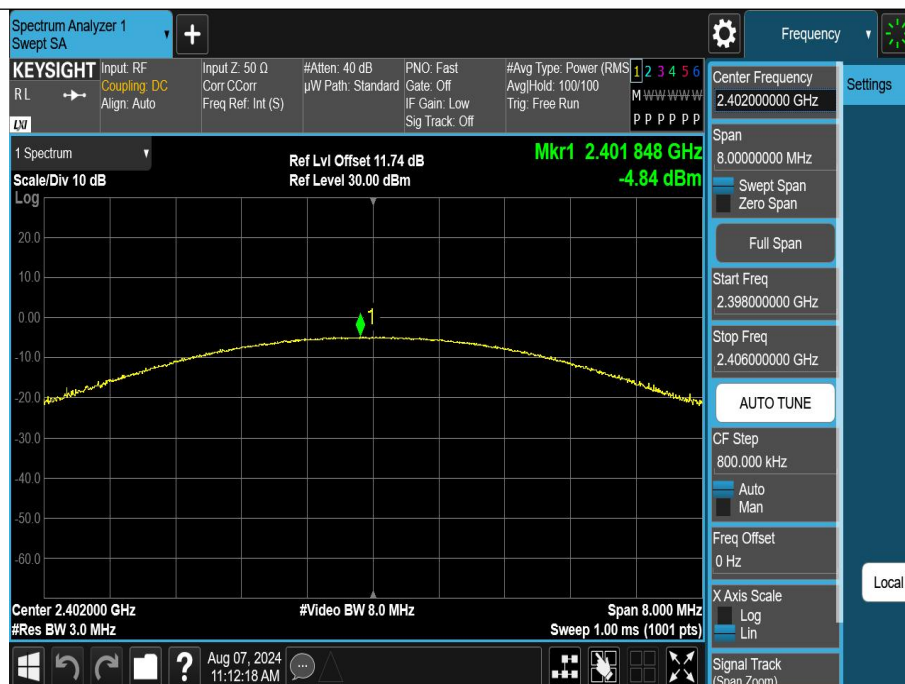 Spectrum Analyzer 1
Swept SA
+
Frequency
KEYSIGHT
RL
LXI
Input: RF
Coupling: DC
Align: Auto
Input Z: 50 Ω
Corr CCorr
Freq Ref: Int (S)
#Atten: 40 dB
µW Path: Standard
PNO: Fast
Gate: Off
IF Gain: Low
Sig Track: Off
#Avg Type: Power (RMS
Avg|Hold: 100/100
Trig: Free Run
1 2 3 4 5 6
M W W W W W
P P P P P P
1 Spectrum
Scale/Div 10 dB
Log
Ref Lvl Offset 11.74 dB
Ref Level 30.00 dBm
Mkr1 2.401 848 GHz
-4.84 dBm
20.0
10.0
0.00
-10.0
-20.0
-30.0
-40.0
-50.0
-60.0
1
Center 2.402000 GHz
#Res BW 3.0 MHz
#Video BW 8.0 MHz
Span 8.000 MHz
Sweep 1.00 ms (1001 pts)
?
Aug 07, 2024
11:12:18 AM
Center Frequency
2.402000000 GHz
Settings
Span
8.00000000 MHz
Swept Span
Zero Span
Full Span
Start Freq
2.398000000 GHz
Stop Freq
2.406000000 GHz
AUTO TUNE
CF Step
800.000 kHz
Auto
Man
Freq Offset
0 Hz
X Axis Scale
Log
Lin
Local
Signal Track
(Span Zoom)